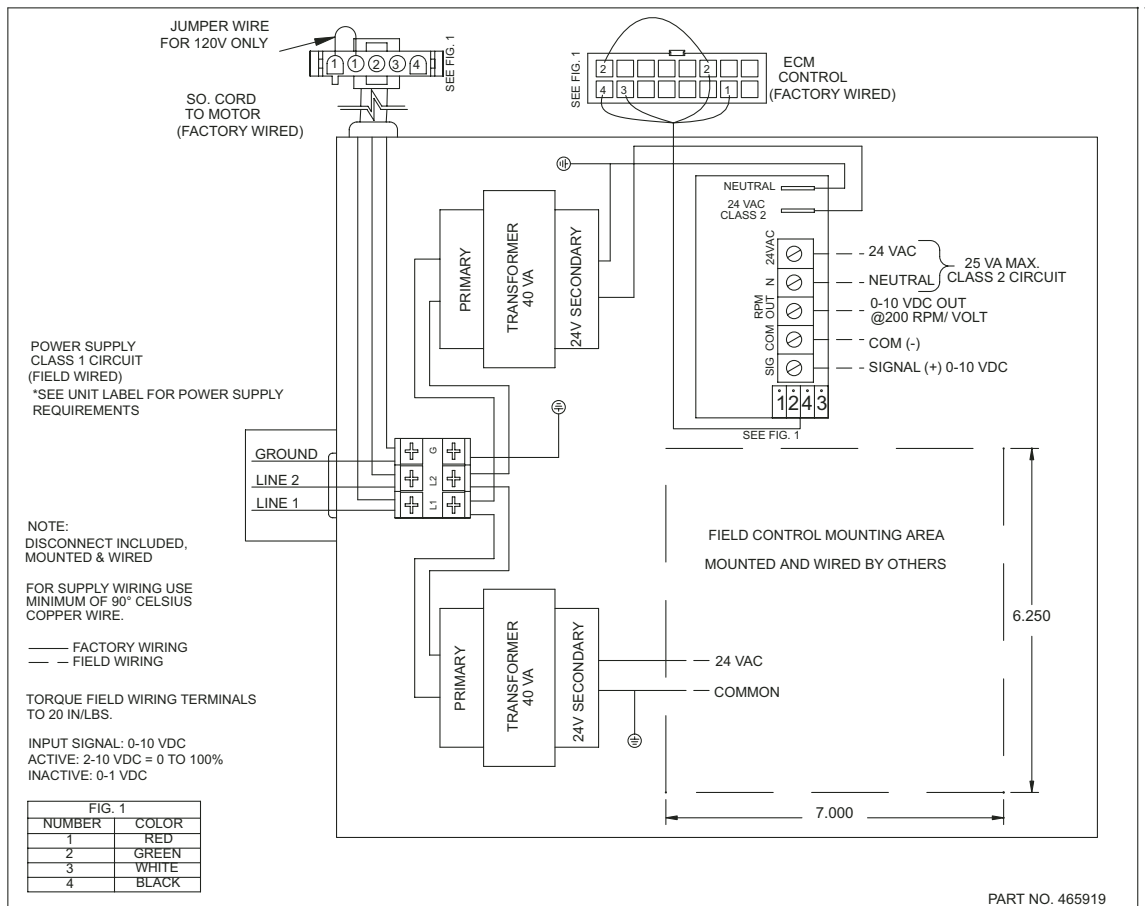 JUMPER WIRE
FOR 120V ONLY
1 1 2 3 4
SEE FIG. 1
SO. CORD
TO MOTOR
(FACTORY WIRED)
SEE FIG. 1
2 2
4 3 1
ECM
CONTROL
(FACTORY WIRED)
NEUTRAL
24 VAC
CLASS 2
PRIMARY
TRANSFORMER
40 VA
24V SECONDARY
24VAC
N
RPM
OUT
COM
SIG
24 VAC
NEUTRAL
25 VA MAX.
CLASS 2 CIRCUIT
0-10 VDC OUT
@200 RPM/ VOLT
COM (-)
SIGNAL (+) 0-10 VDC
1 2 4 3
SEE FIG. 1
POWER SUPPLY
CLASS 1 CIRCUIT
(FIELD WIRED)
*SEE UNIT LABEL FOR POWER SUPPLY
REQUIREMENTS
GROUND
LINE 2
LINE 1
G
L2
L1
NOTE:
DISCONNECT INCLUDED,
MOUNTED & WIRED
FOR SUPPLY WIRING USE
MINIMUM OF 90° CELSIUS
COPPER WIRE.
FACTORY WIRING
FIELD WIRING
TORQUE FIELD WIRING TERMINALS
TO 20 IN/LBS.
INPUT SIGNAL: 0-10 VDC
ACTIVE: 2-10 VDC = 0 TO 100%
INACTIVE: 0-1 VDC
FIELD CONTROL MOUNTING AREA
MOUNTED AND WIRED BY OTHERS
6.250
7.000
PRIMARY
TRANSFORMER
40 VA
24V SECONDARY
24 VAC
COMMON
FIG. 1
NUMBER COLOR
1 RED
2 GREEN
3 WHITE
4 BLACK
PART NO. 465919